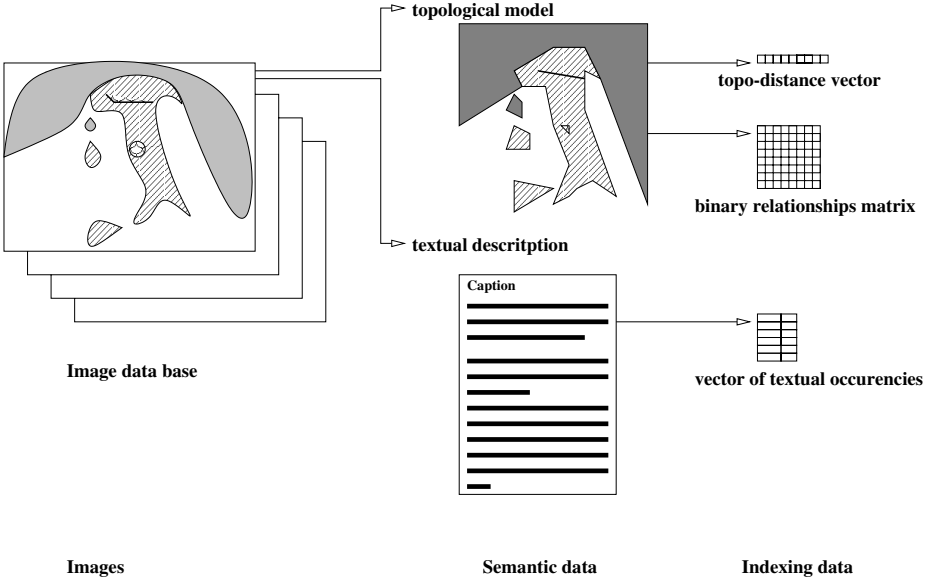 topological model
topo-distance vector
binary relationships matrix
textual descritption
Caption
Image data base
vector of textual occurencies
Images
Semantic data
Indexing data